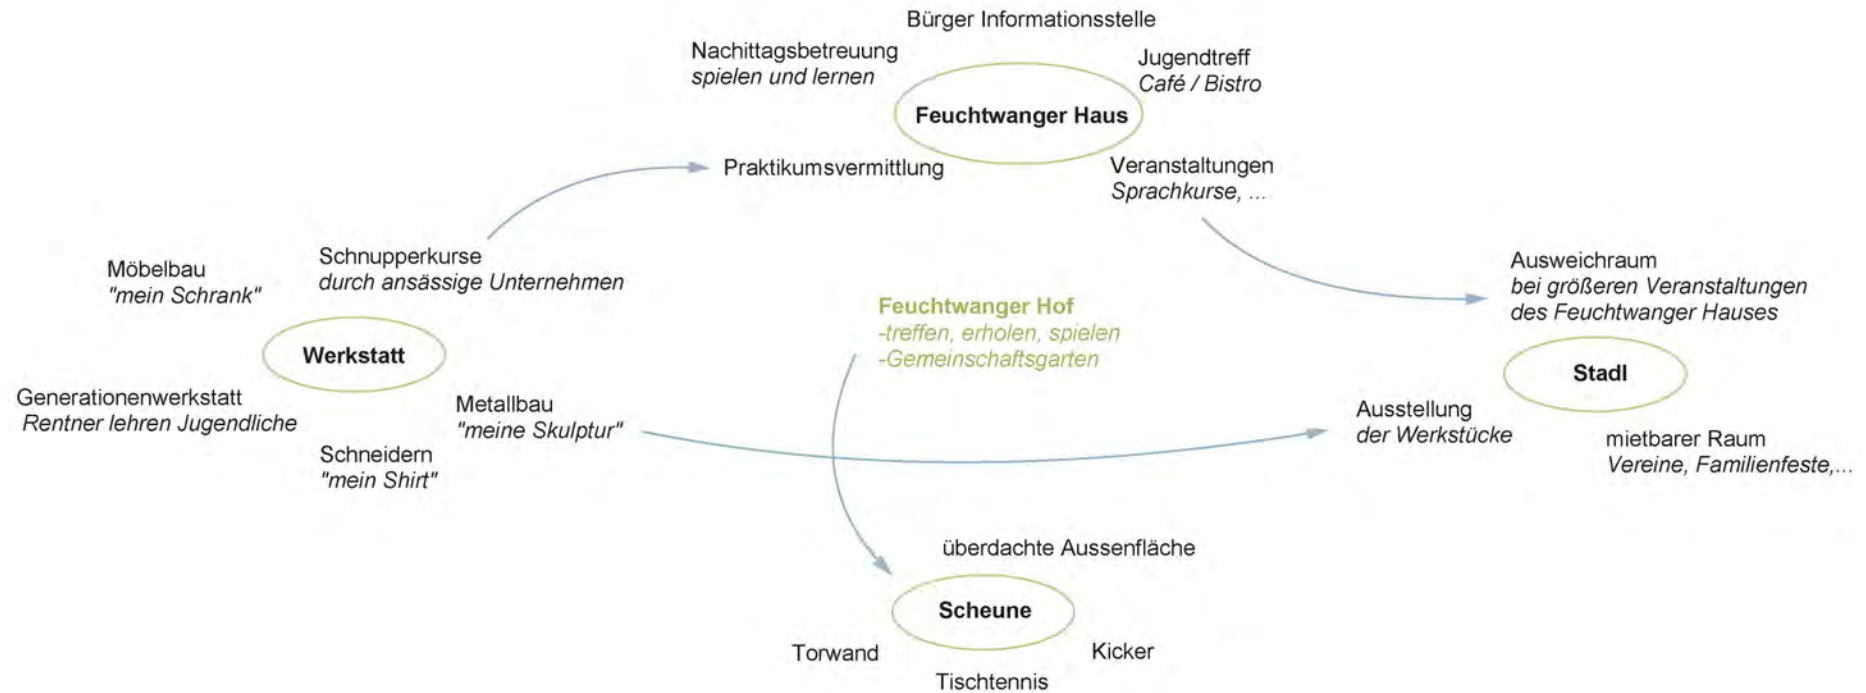 Bürger Informationsstelle
Nachittagsbetreuung
spielen und lernen
Jugendtreff
Café / Bistro
Feuchtwanger Haus
Praktikumsvermittlung
Veranstaltungen
Sprachkurse, ...
Möbelbau
"mein Schrank"
Schnupperkurse
durch ansässige Unternehmen
Werkstatt
Generationenwerkstatt
Rentner lehren Jugendliche
Metallbau
"meine Skulptur"
Schneidern
"mein Shirt"
Feuchtwanger Hof
-treffen, erholen, spielen
-Gemeinschaftsgarten
Ausweichraum
bei größeren Veranstaltungen
des Feuchtwanger Hauses
Stadl
Ausstellung
der Werkstücke
mietbarer Raum
Vereine, Familienfeste,...
überdachte Aussenfläche
Scheune
Torwand
Kicker
Tischtennis